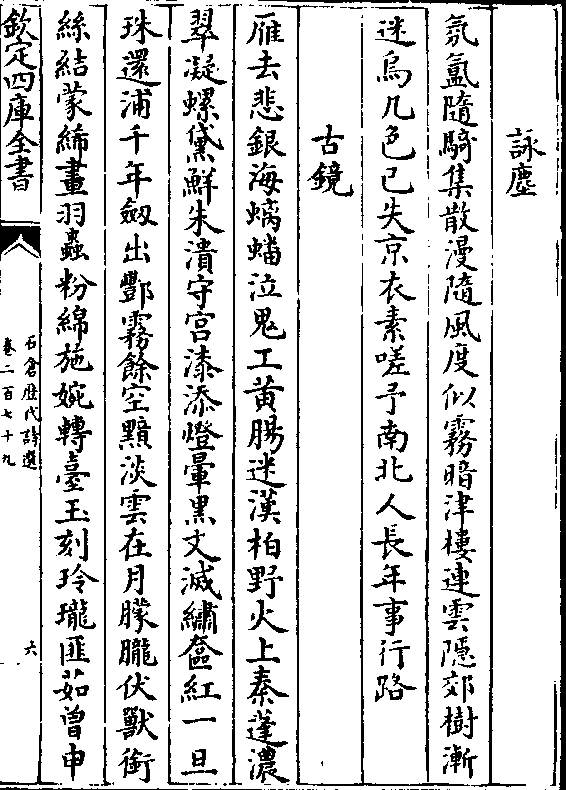 詠塵
氛氳隨騎集散漫隨風度似霧暗津樓連雲隱郊樹漸
迷烏几色已失京衣素嗟予南北人長年事行路
古鏡
雁去悲銀海螭蟠泣鬼工黄腸迷漢柏野火上秦蓬濃
翠凝螺黛鮮朱漬守宫漆添燈暈黒文滅繡奩紅一旦
珠還浦千年劔出酆霧餘空黯淡雲在月朦朧伏獸銜
絲結蒙絺畫羽蟲粉綿施婉轉臺玉刻玲瓏匪茹曽申
欽定四庫全書
石倉歴代詩選
卷二百七十九
六